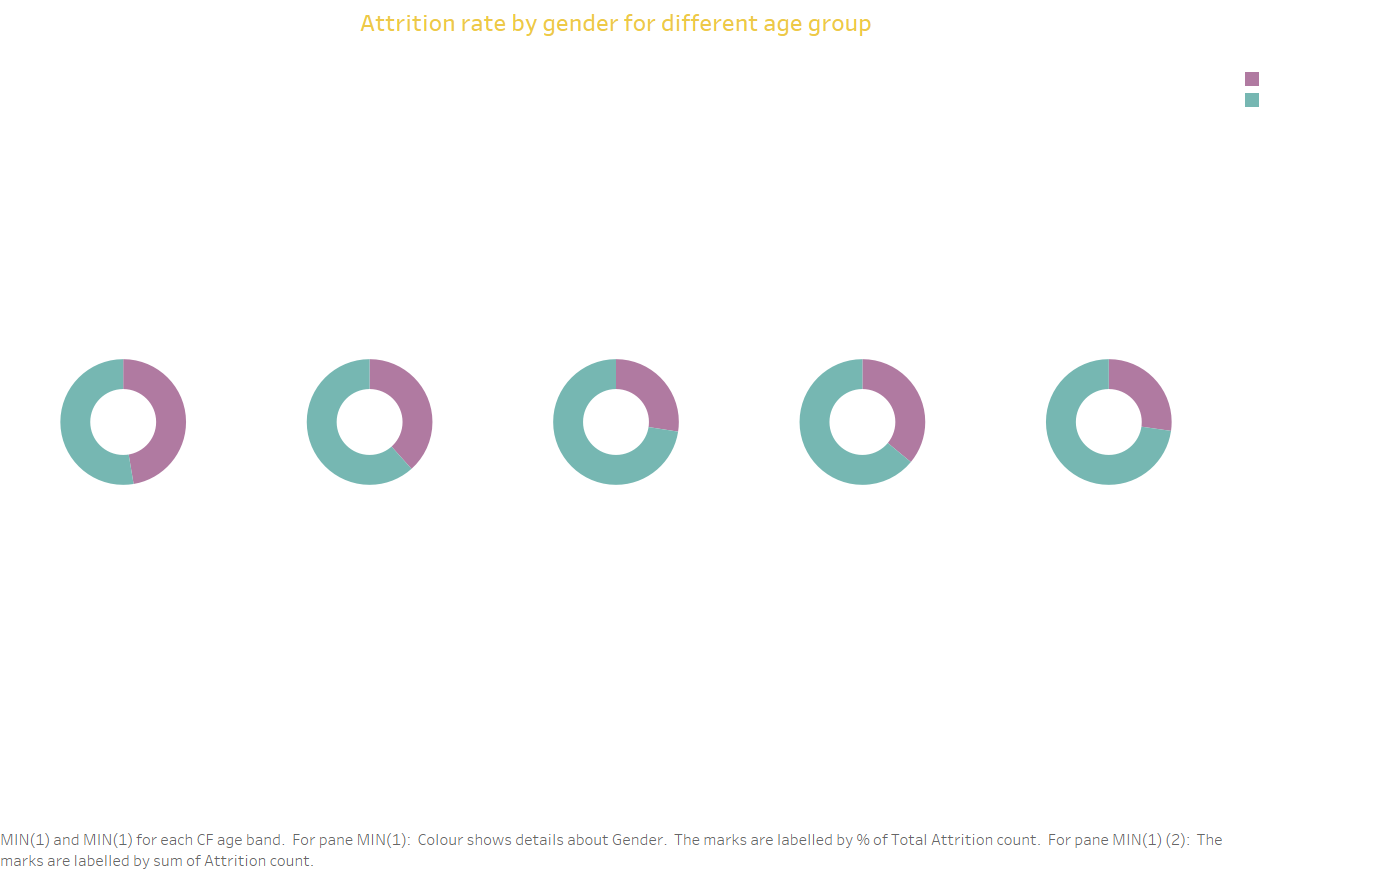 Attrition rate by gender for different age group
MIN(1) and MIN(1) for each CF age band.  For pane MIN(1):  Colour shows details about Gender.  The marks are labelled by % of Total Attrition count.  For pane MIN(1) (2):  The
marks are labelled by sum of Attrition count.